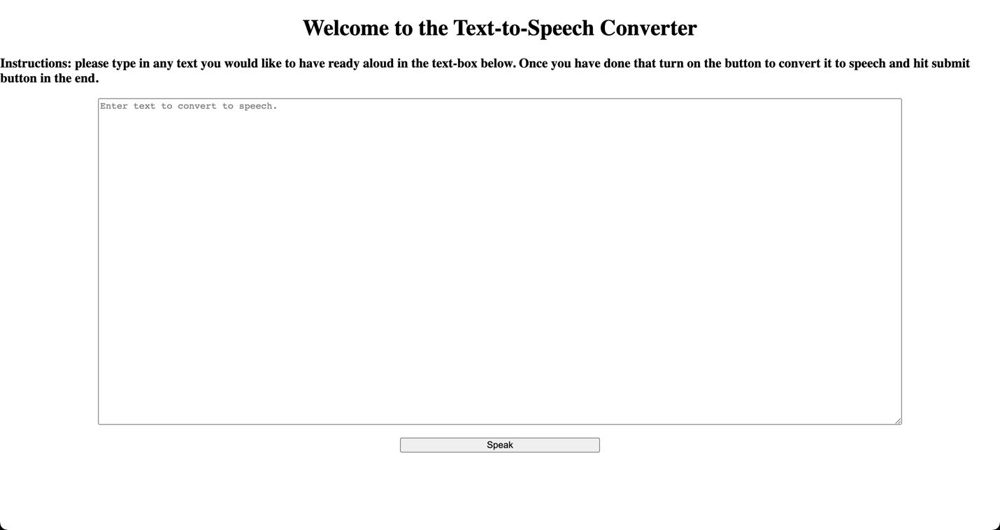 Welcome to the Text-to-Speech Converter
Instructions: please type in any text you would like to have ready aloud in the text-box below. Once you have done that turn on the button to convert it to speech and hit submit
button in the end.
Enter text to convert to speech.
Speak